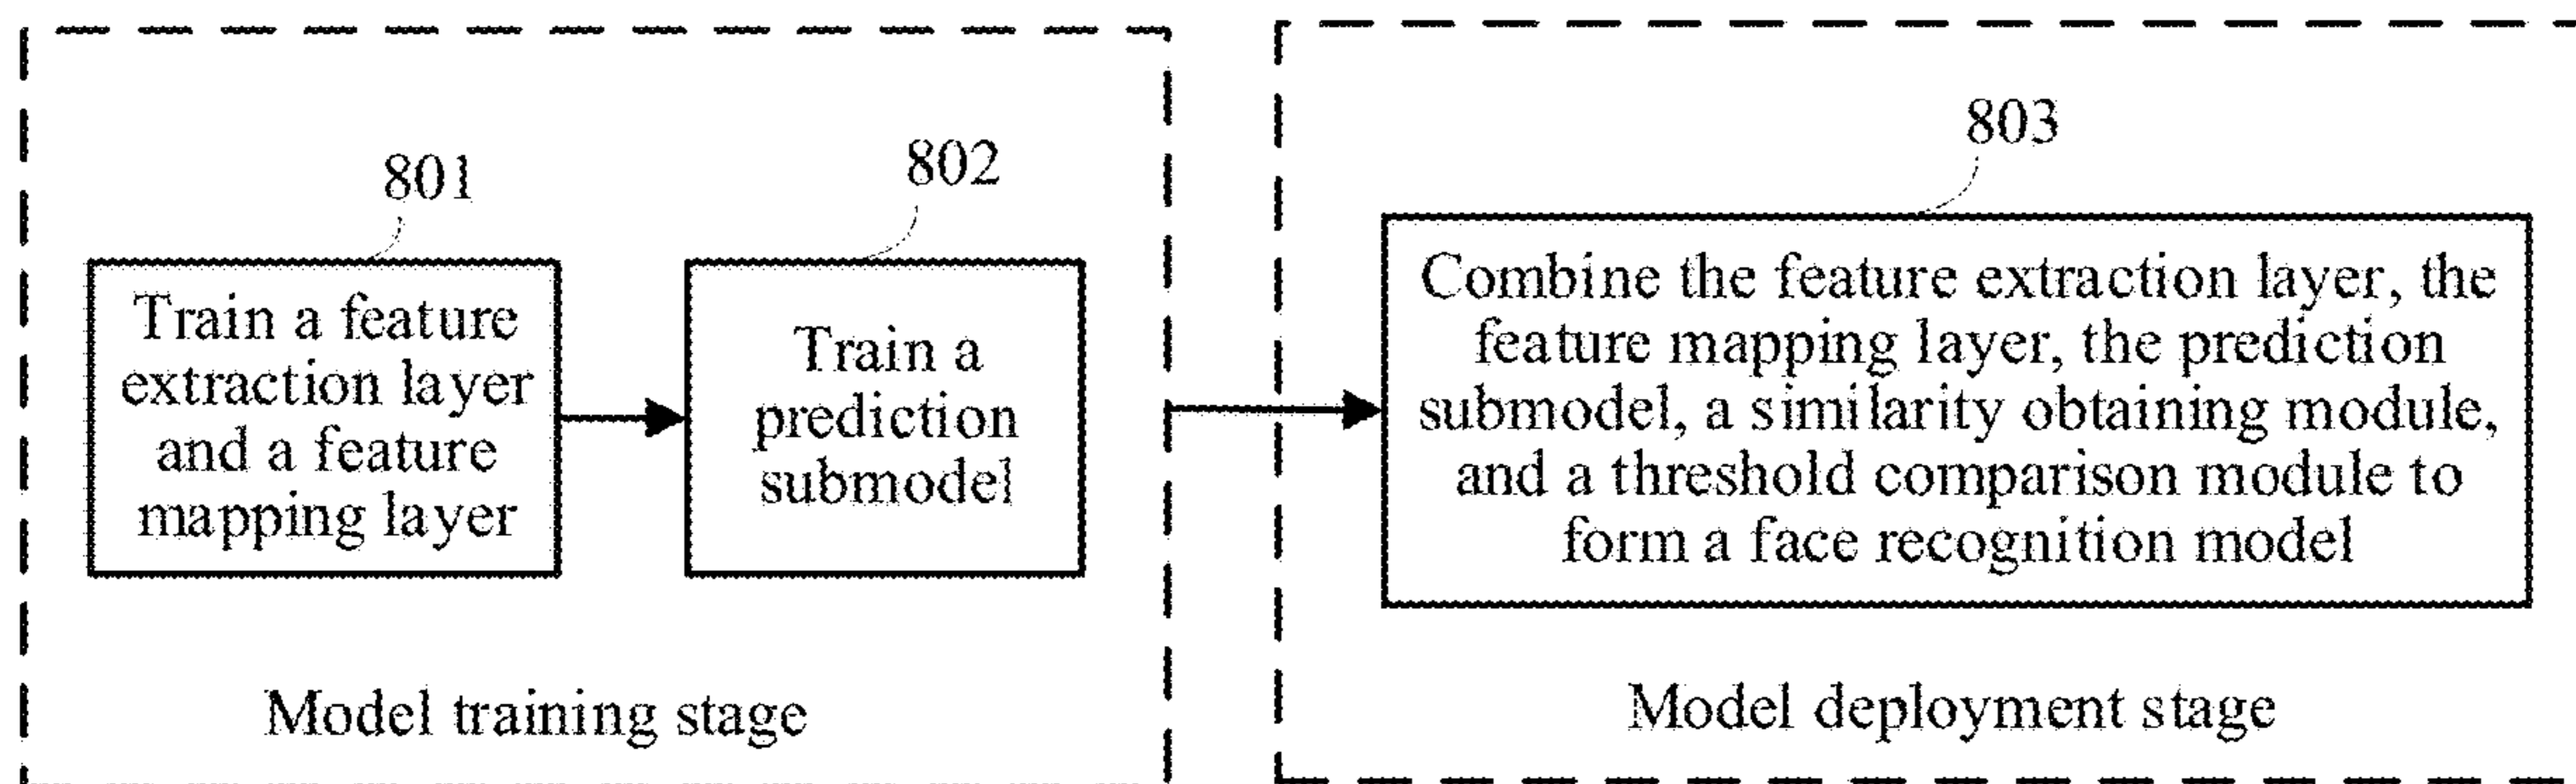 801
Train a feature
extraction layer
and a feature
mapping layer
802
Train a
prediction
submodel
Model training stage
803
Combine the feature extraction layer, the
feature mapping layer, the prediction
submodel, a similarity obtaining module,
and a threshold comparison module to
form a face recognition model
Model deployment stage